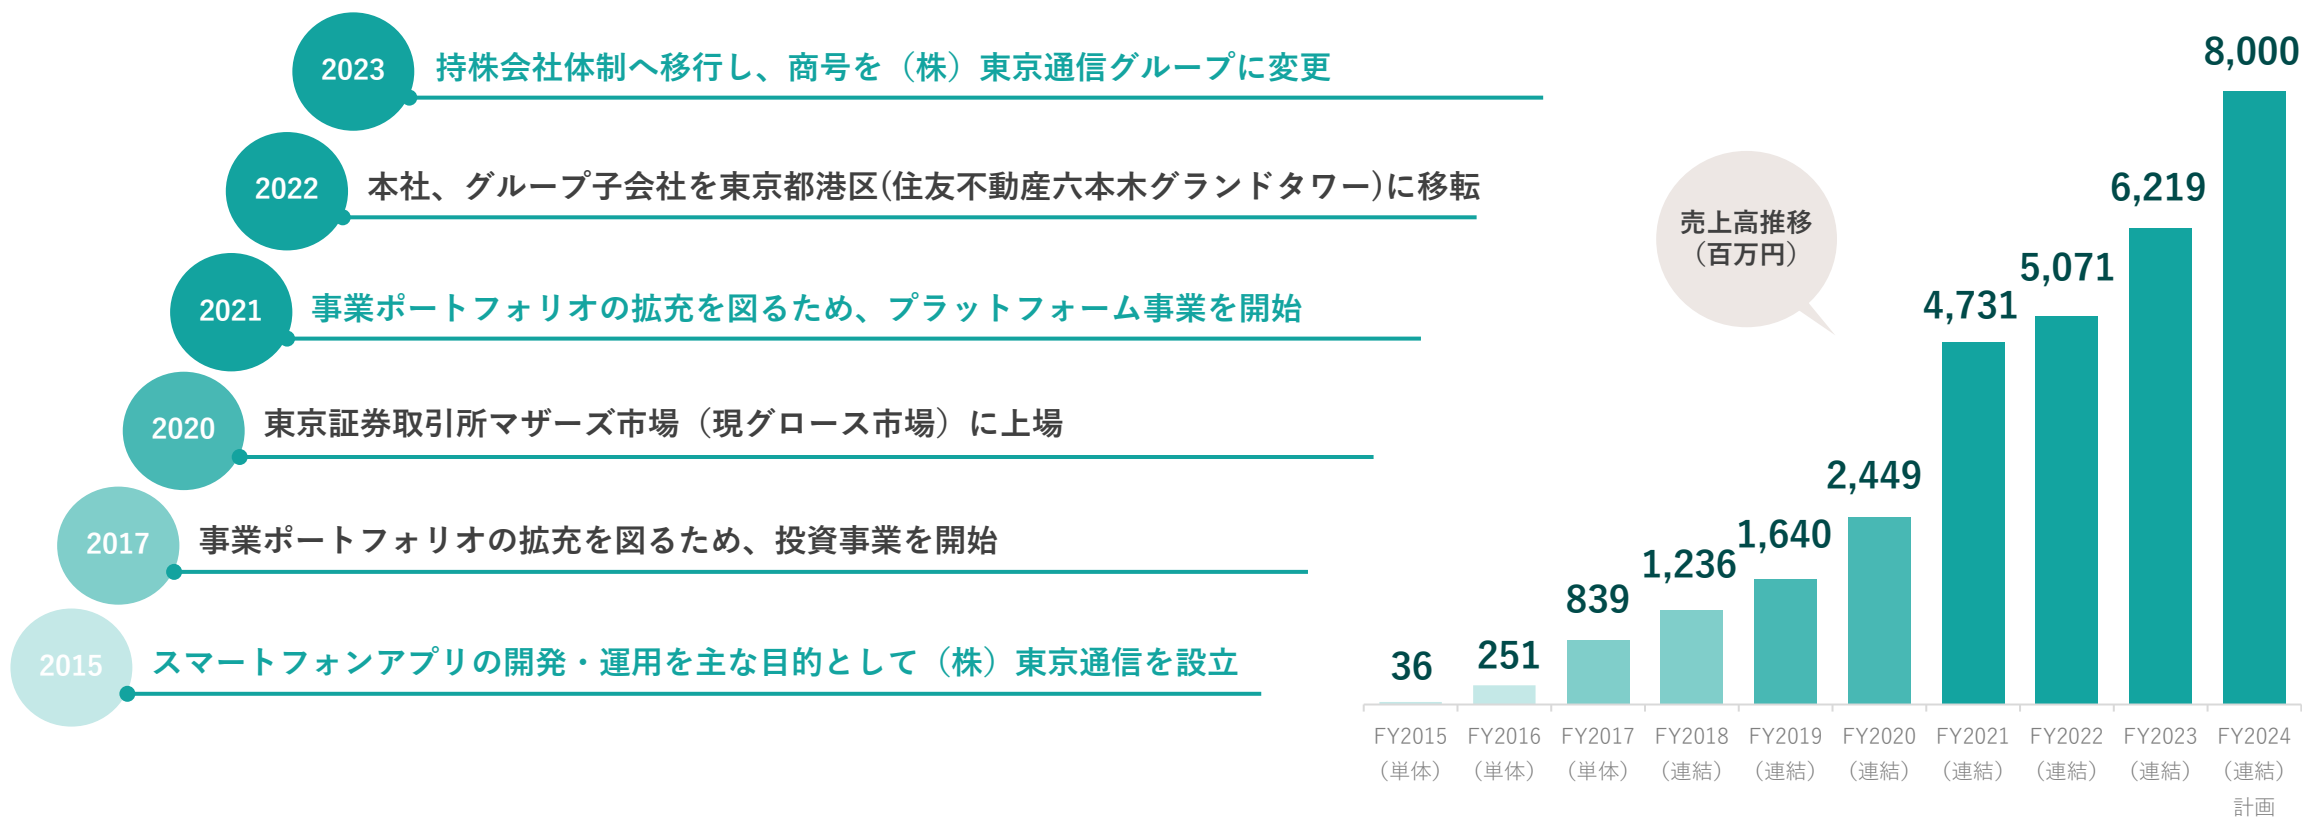 2023
持株会社体制へ移行し、商号を（株）東京通信グループに変更
2022
本社、グループ子会社を東京都港区(住友不動産六本木グランドタワー)に移転
2021
事業ポートフォリオの拡充を図るため、プラットフォーム事業を開始
2020
東京証券取引所マザーズ市場（現グロース市場）に上場
2017
事業ポートフォリオの拡充を図るため、投資事業を開始
2015
スマートフォンアプリの開発・運用を主な目的として（株）東京通信を設立
売上高推移
（百万円）
36
251
839
1,236
1,640
2,449
4,731
5,071
6,219
8,000
FY2015
（単体）
FY2016
（単体）
FY2017
（単体）
FY2018
（連結）
FY2019
（連結）
FY2020
（連結）
FY2021
（連結）
FY2022
（連結）
FY2023
（連結）
FY2024
（連結）
計画